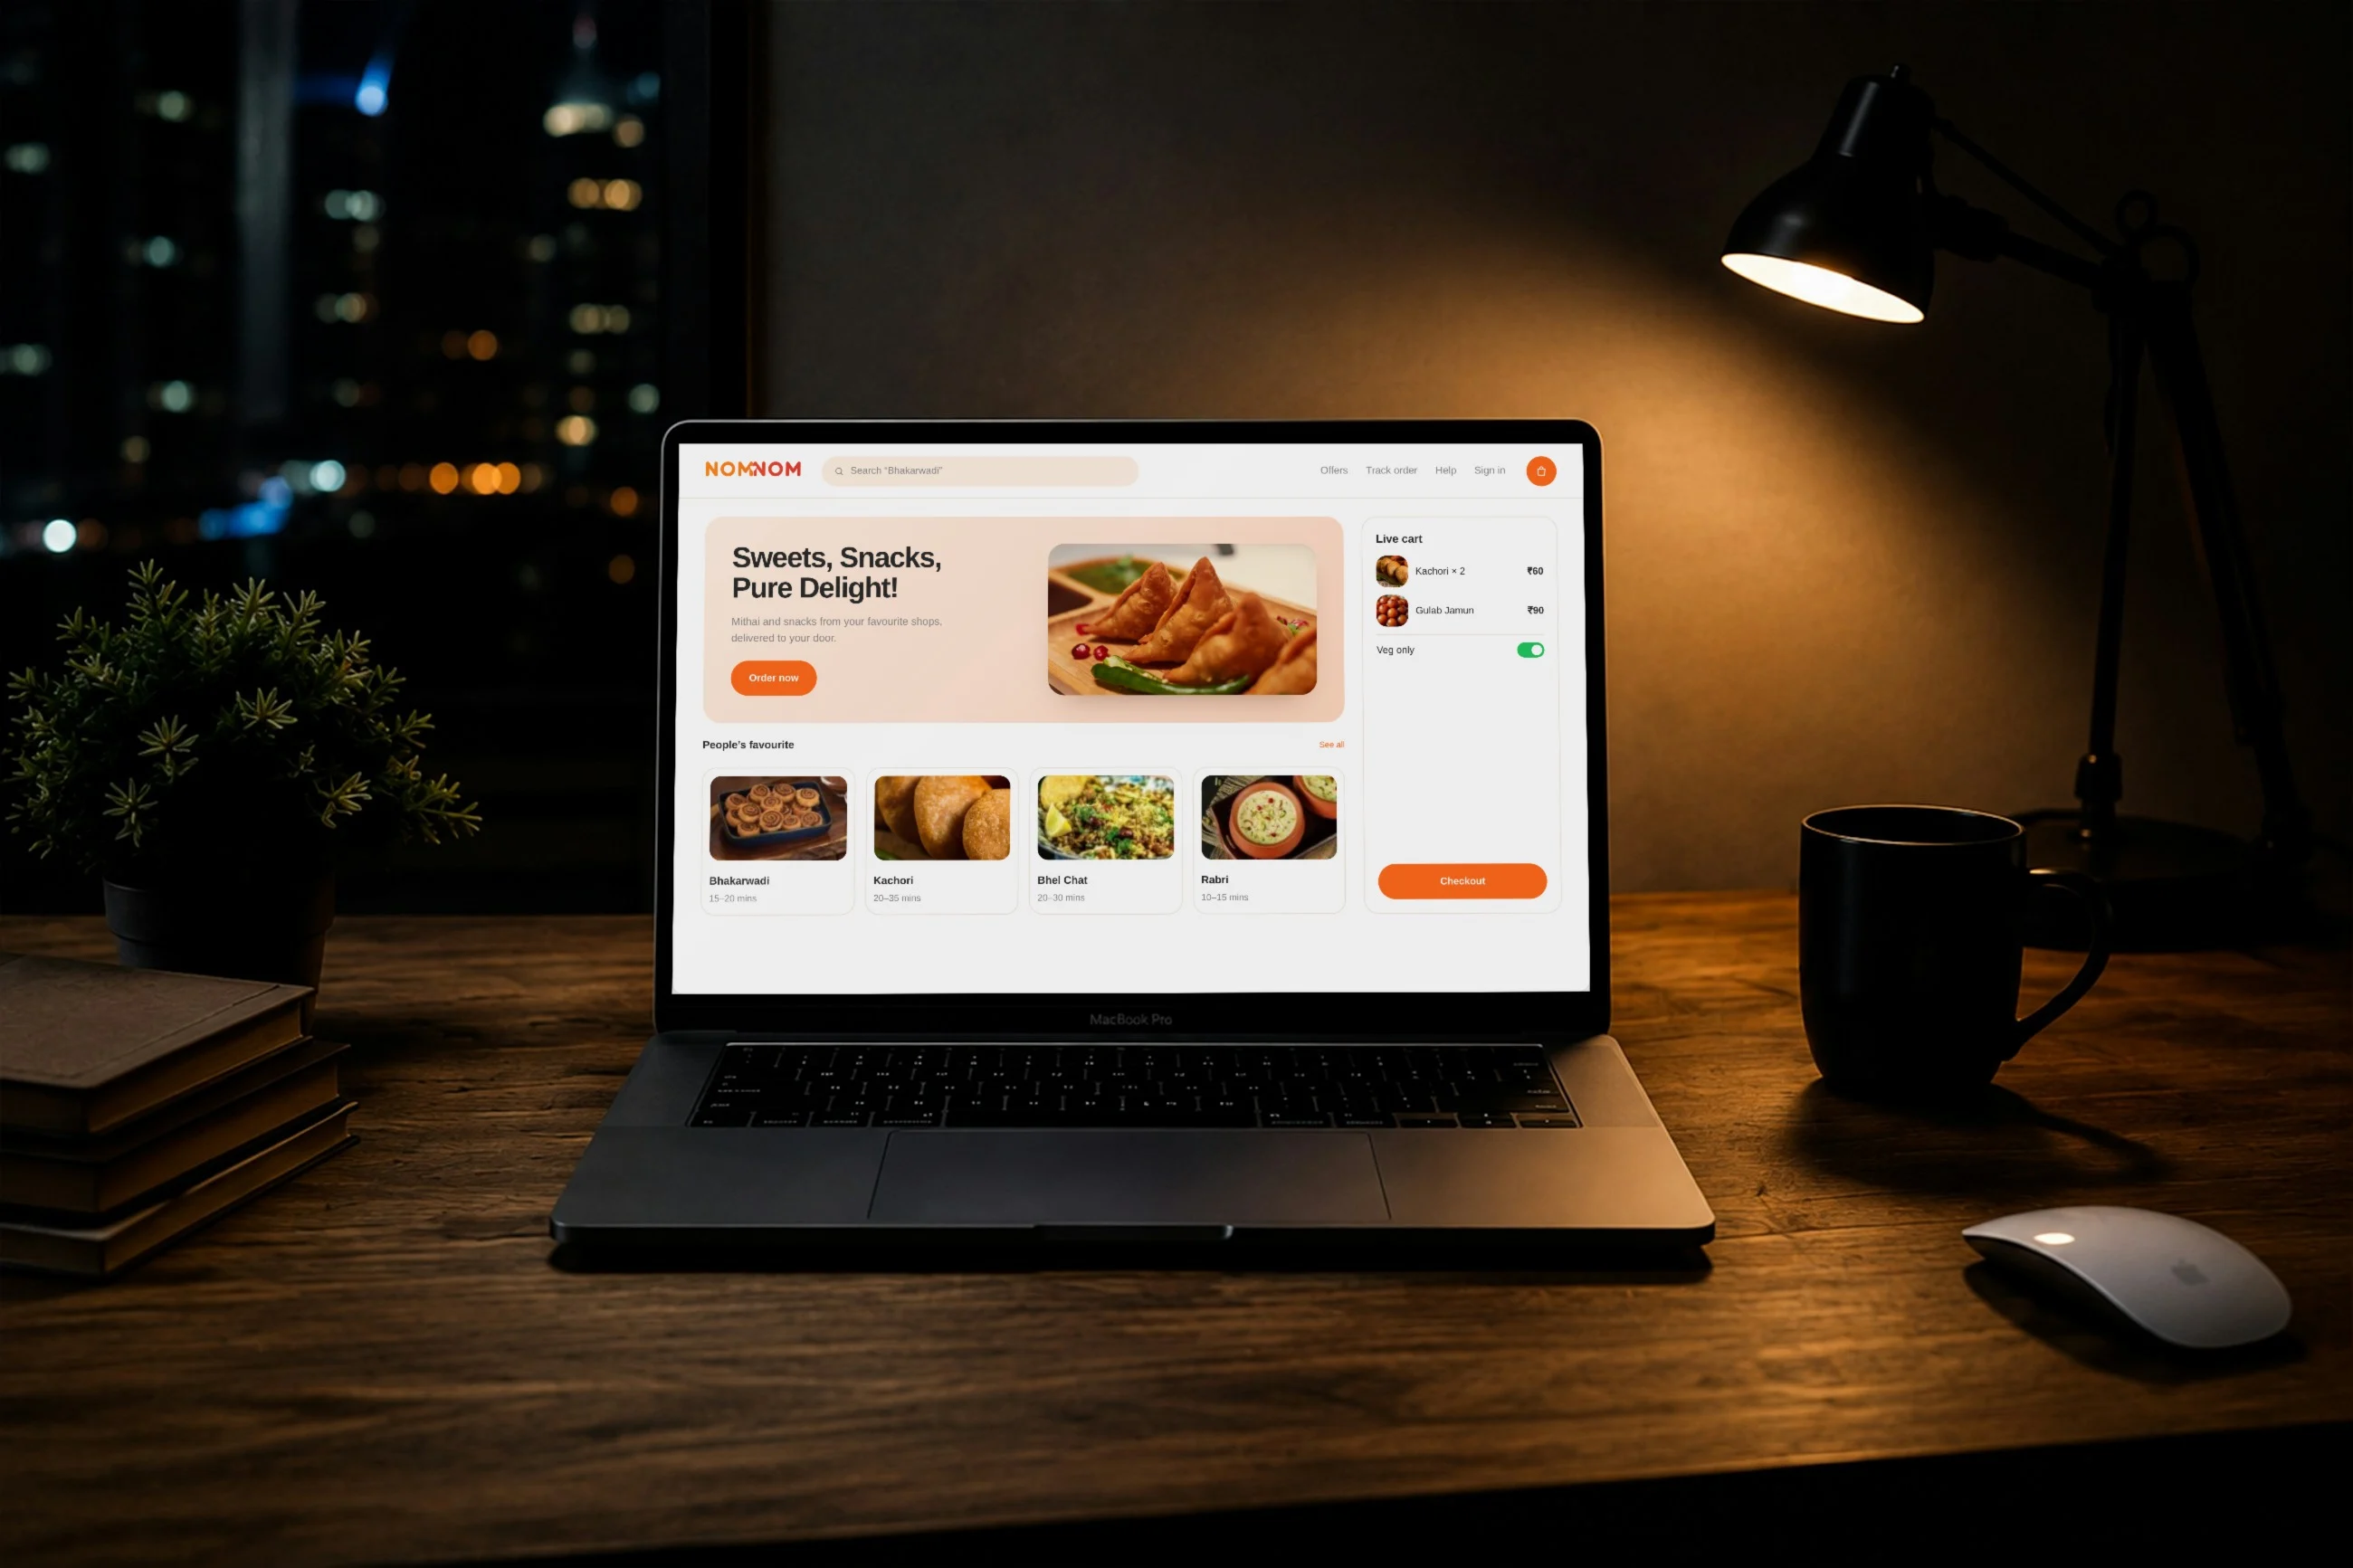 NOMNOM
Search “Bhakarwadi”
Offers
Track order
Help
Sign in
Sweets, Snacks,
Pure Delight!
Mithai and snacks from your favourite shops.
delivered to your door.
Order now
Live cart
Kachori × 2
₹60
Gulab Jamun
₹90
Veg only
Checkout
People's favourite
See all
Bhakarwadi
15–20 mins
Kachori
20–35 mins
Bhel Chat
20–30 mins
Rabri
10–15 mins
MacBook Pro